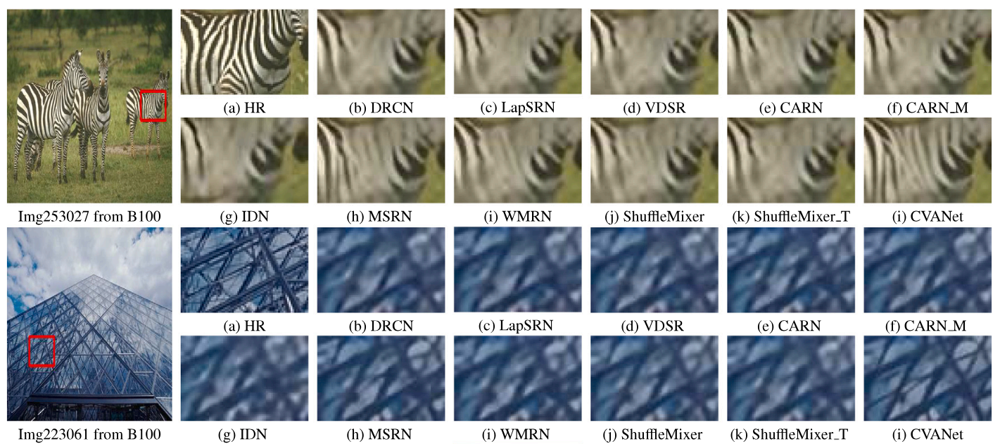 (a) HR (b) DRCN (c) LapSRN (d) VDSR (e) CARN (f) CARN_M
Img253027 from B100 (g) IDN (h) MSRN (i) WMRN (j) ShuffleMixer (k) ShuffleMixer_T (i) CVANet
(a) HR (b) DRCN (c) LapSRN (d) VDSR (e) CARN (f) CARN_M
Img223061 from B100 (g) IDN (h) MSRN (i) WMRN (j) ShuffleMixer (k) ShuffleMixer_T (i) CVANet